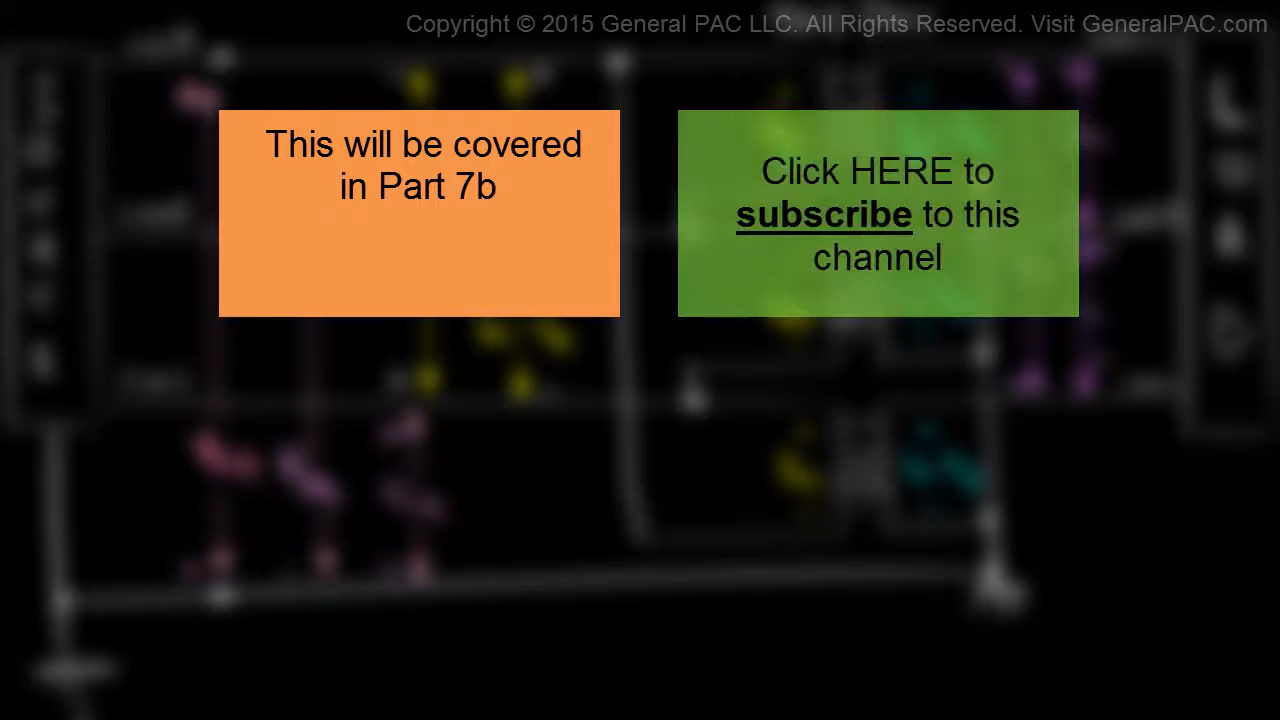 Copyright © 2015 General PAC LLC. All Rights Reserved. Visit GeneralPAC.com
This will be covered
in Part 7b
Click HERE to
subscribe to this
channel